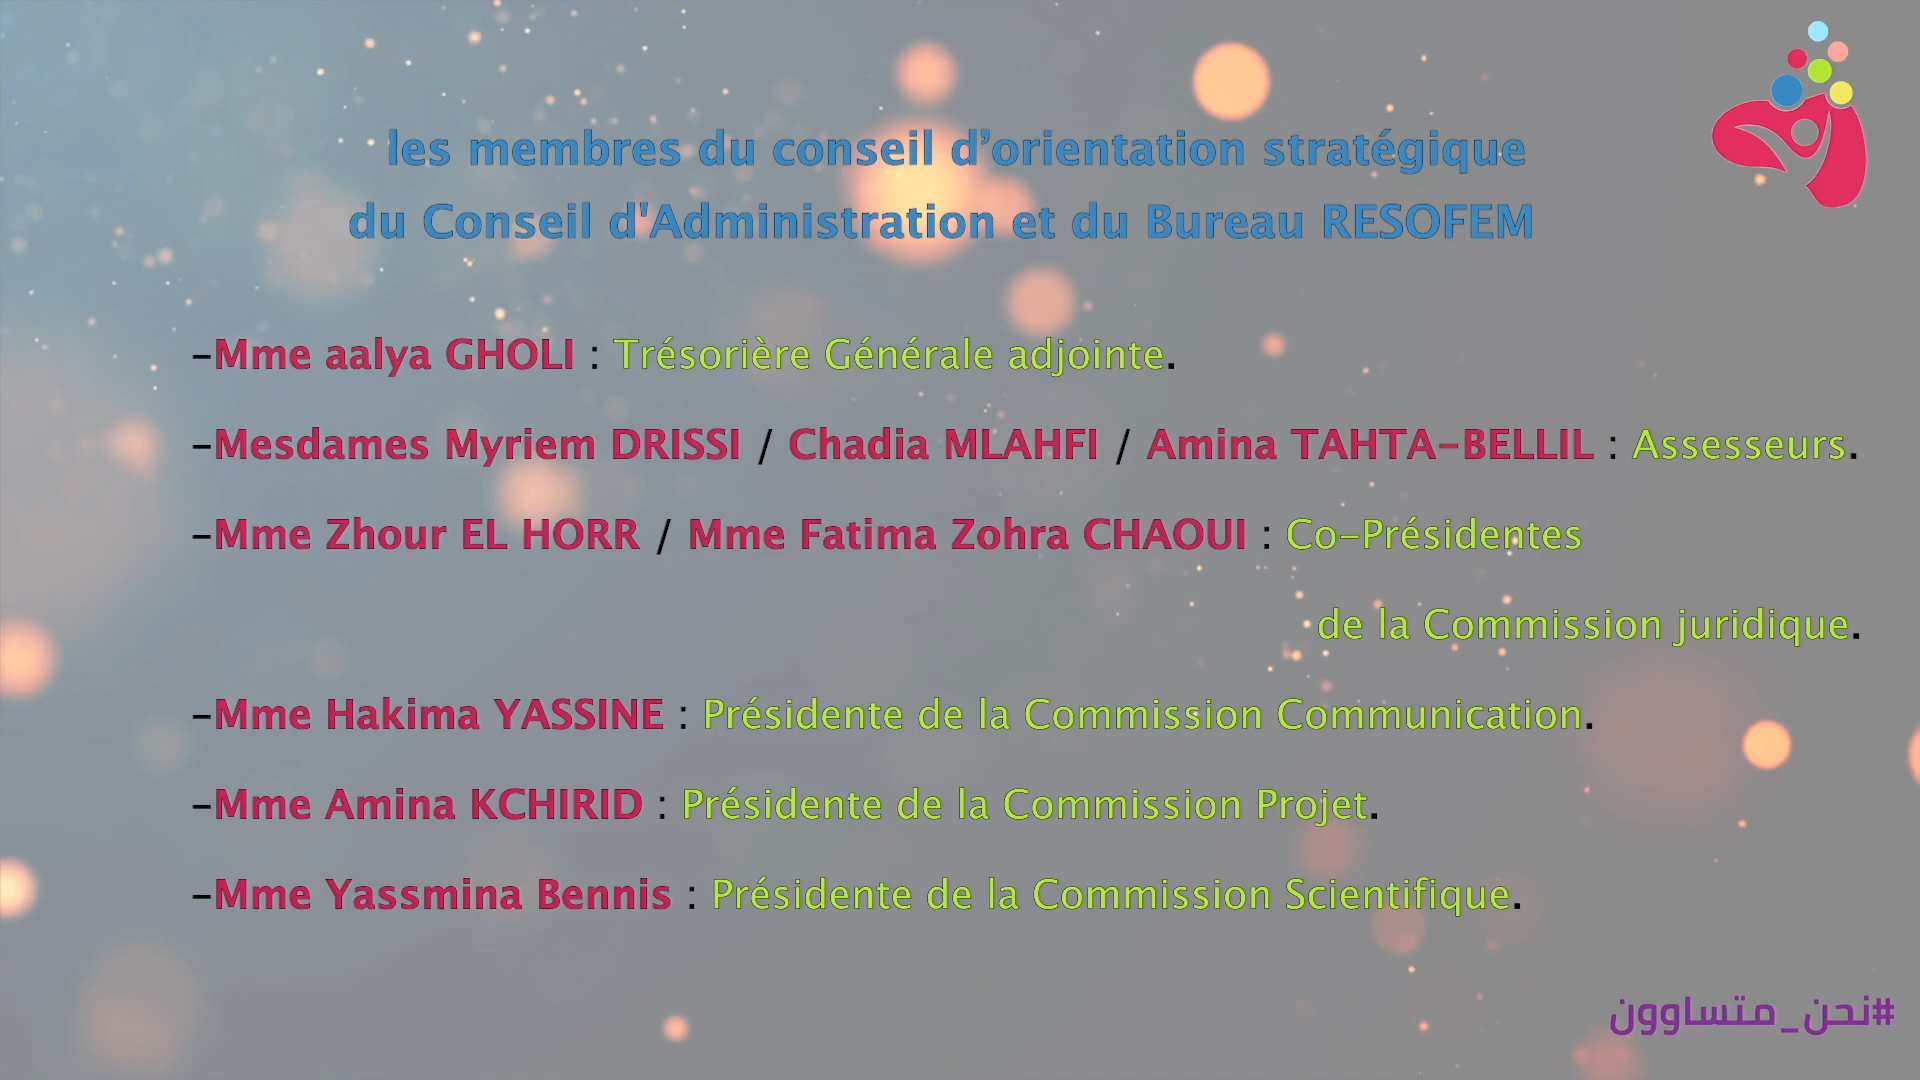 les membres du conseil d’orientation stratégique
du Conseil d'Administration et du Bureau RESOFEM
-Mme aalya GHOLI : Trésorière Générale adjointe.
-Mesdames Myriem DRISSI / Chadia MLAHFI / Amina TAHTA-BELLIL : Assesseurs.
-Mme Zhour EL HORR / Mme Fatima Zohra CHAOUI : Co-Présidentes
de la Commission juridique.
-Mme Hakima YASSINE : Présidente de la Commission Communication.
-Mme Amina KCHIRID : Présidente de la Commission Projet.
-Mme Yassmina Bennis : Présidente de la Commission Scientifique.
#نحن_متساوون